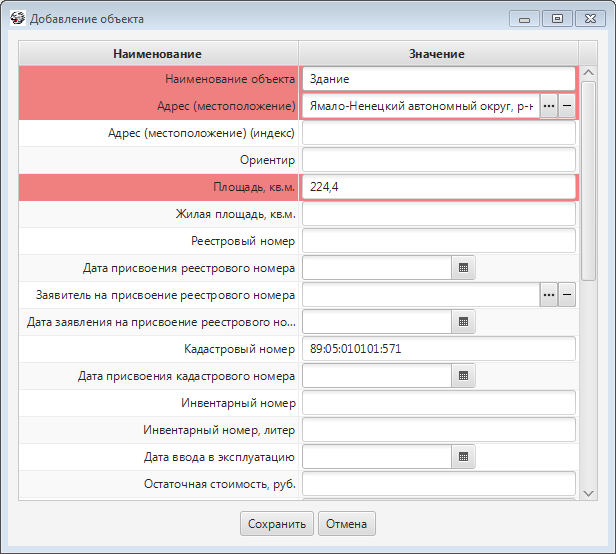 Добавление объекта
Наименование Значение
Наименование объекта Здание
Адрес (местоположение) Ямало-Ненецкий автономный округ, р-н
Адрес (местоположение) (индекс)
Ориентир
Площадь, кв.м. 224,4
Жилая площадь, кв.м.
Реестровый номер
Дата присвоения реестрового номера
Заявитель на присвоение реестрового номера
Дата заявления на присвоение реестрового но...
Кадастровый номер 89:05:010101:571
Дата присвоения кадастрового номера
Инвентарный номер
Инвентарный номер, литер
Дата ввода в эксплуатацию
Остаточная стоимость, руб.
Сохранить Отмена